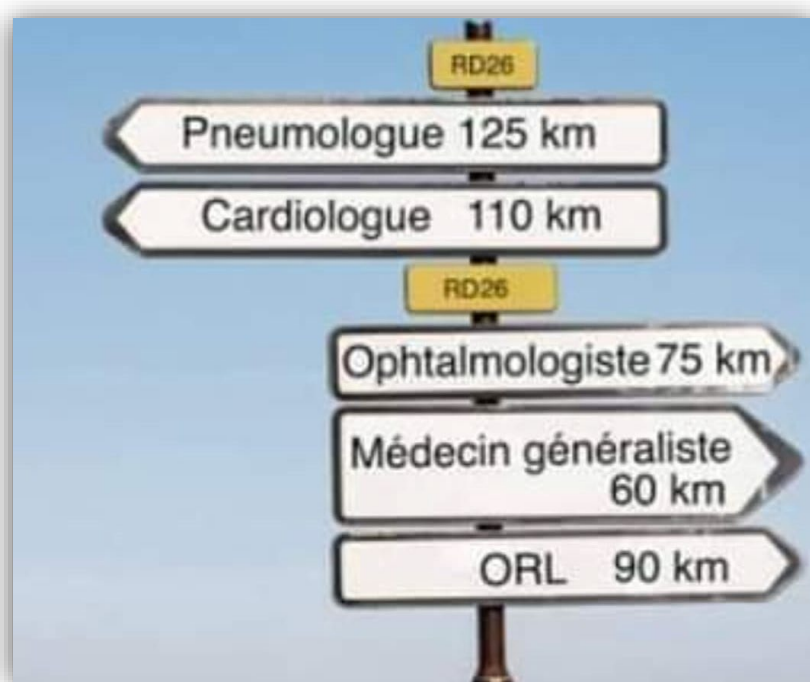 RD26
Pneumologue 125 km
Cardiologue 110 km
RD26
Ophtalmologiste 75 km
Médecin généraliste
60 km
ORL 90 km